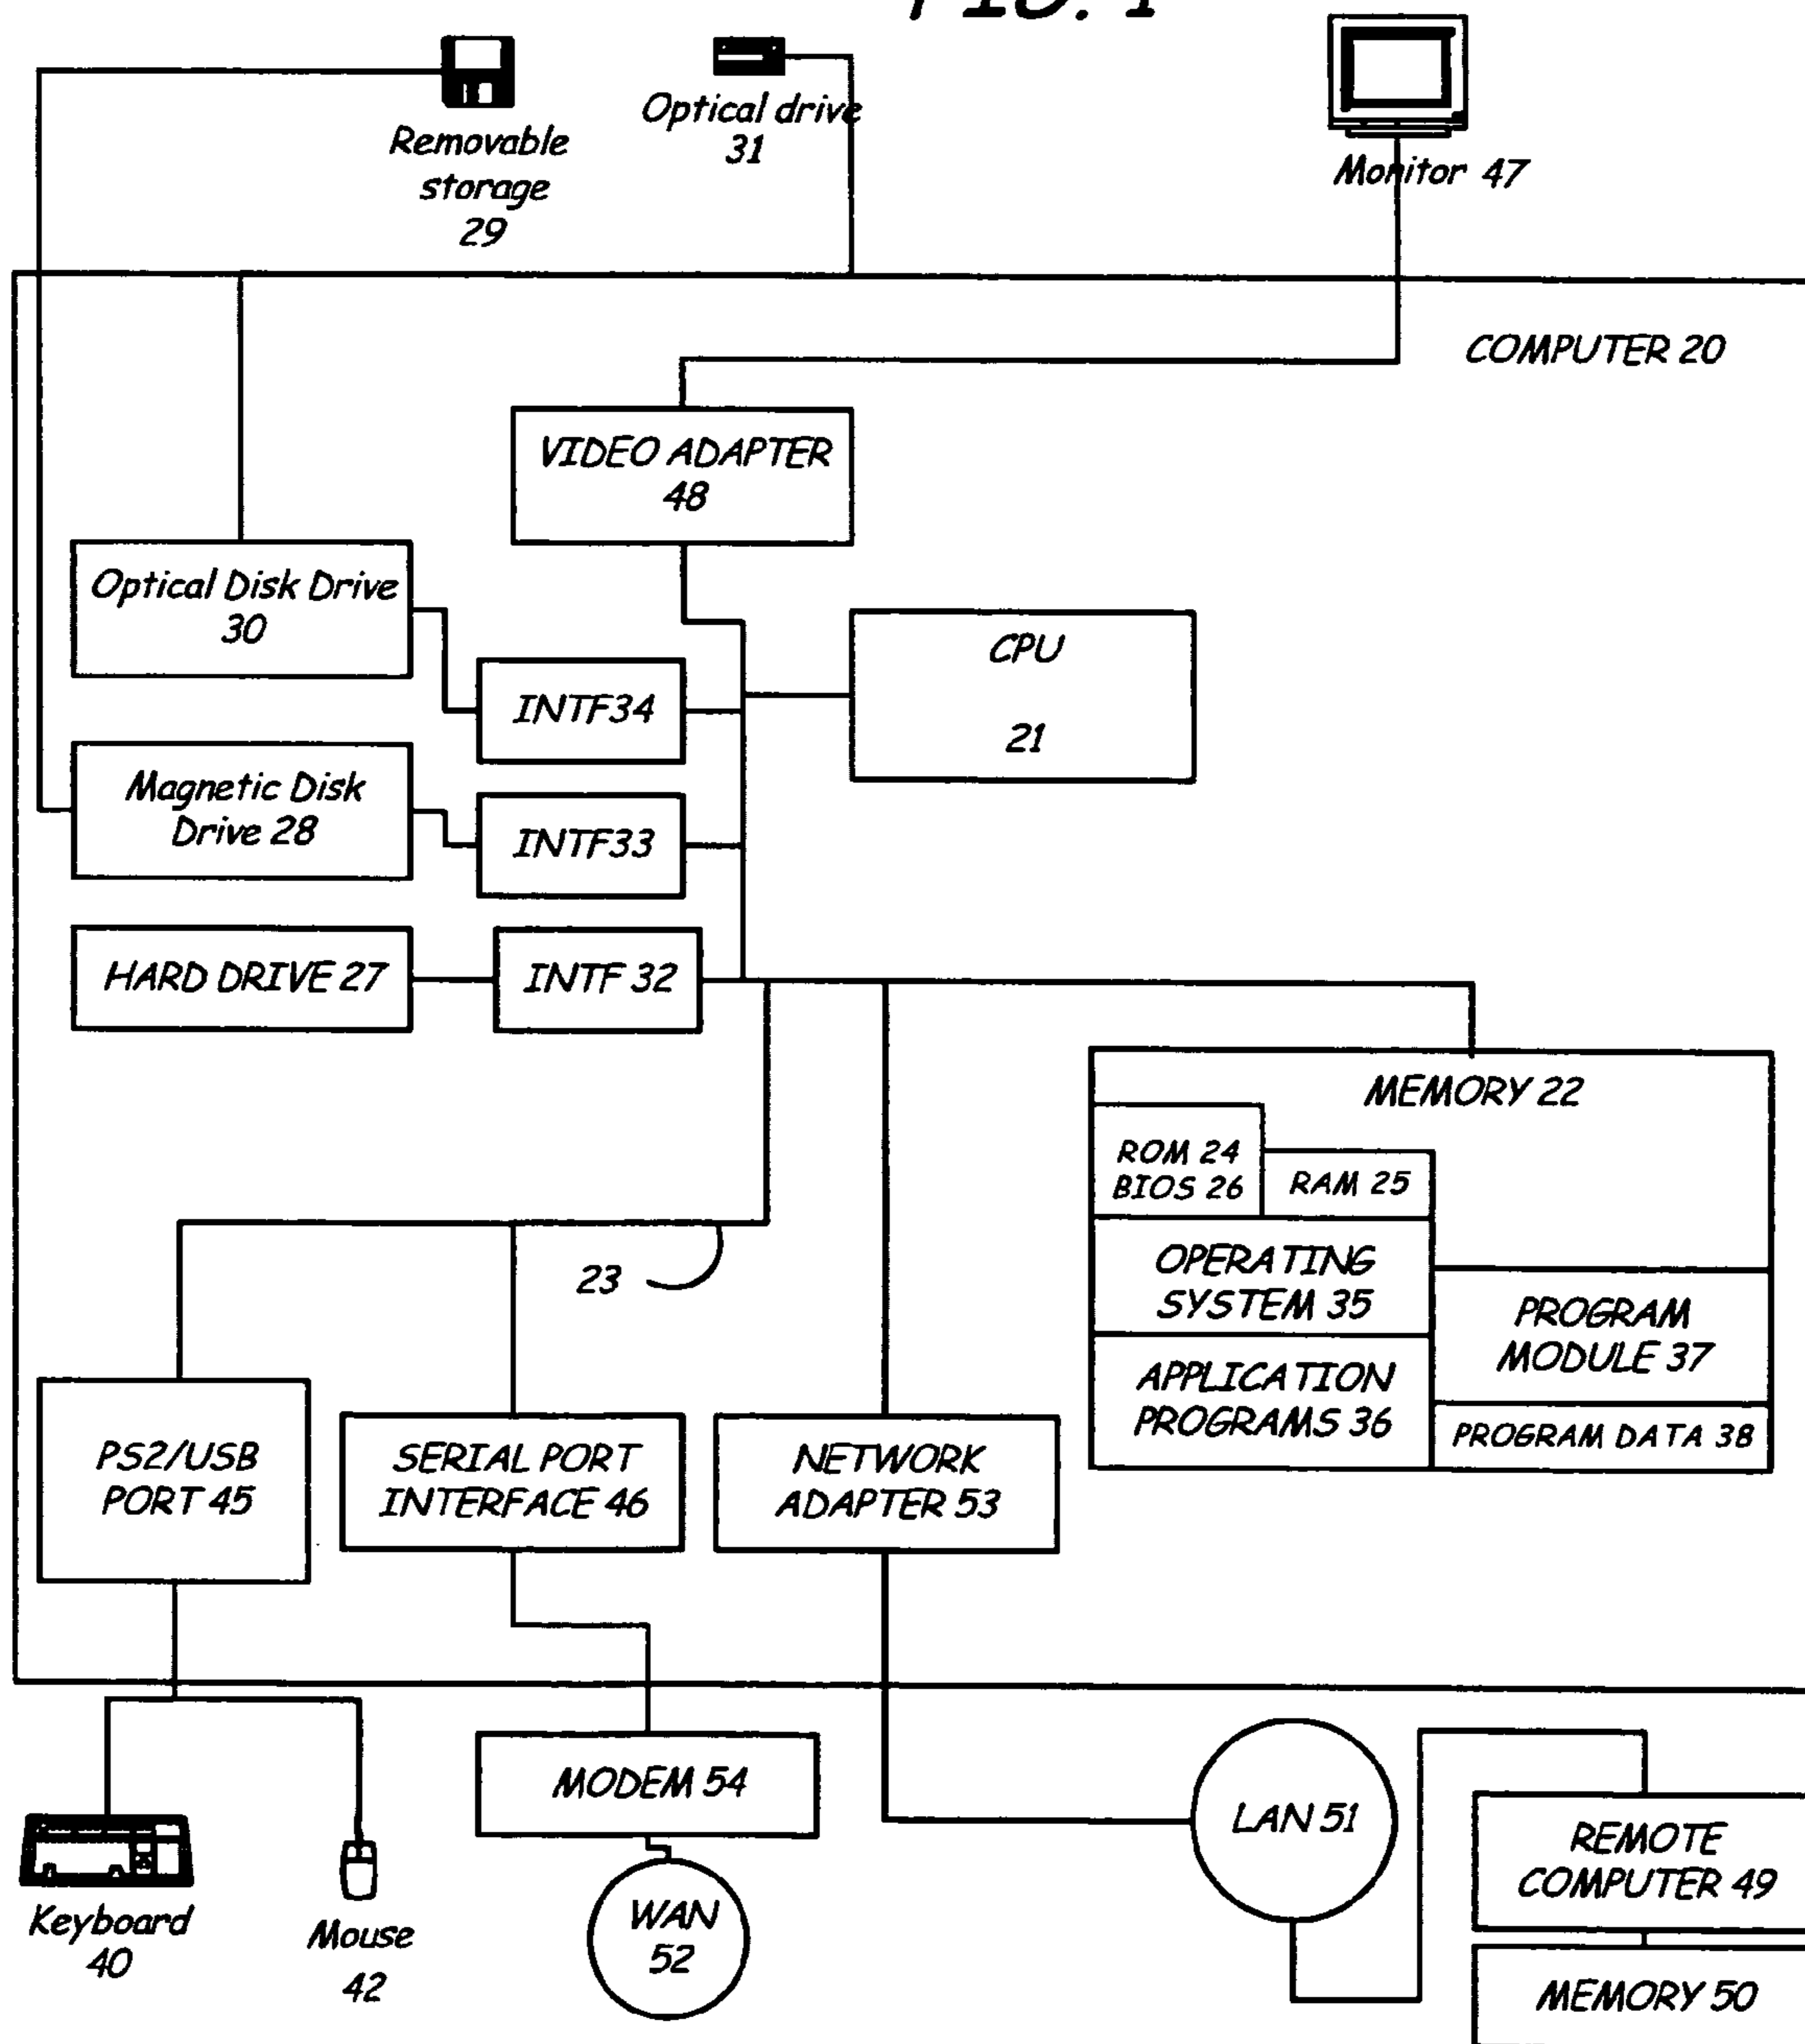 FIG. 1
Removable
storage
29
Optical drive
31
Monitor 47
COMPUTER 20
VIDEO ADAPTER
48
Optical Disk Drive
30
CPU
21
INTF34
Magnetic Disk
Drive 28
INTF33
HARD DRIVE 27
INTF 32
MEMORY 22
ROM 24
BIOS 26
RAM 25
OPERATING
SYSTEM 35
PROGRAM
MODULE 37
APPLICATION
PROGRAMS 36
PROGRAM DATA 38
23
PS2/USB
PORT 45
SERIAL PORT
INTERFACE 46
NETWORK
ADAPTER 53
MODEM 54
LAN 51
REMOTE
COMPUTER 49
Keyboard
40
Mouse
42
WAN
52
MEMORY 50